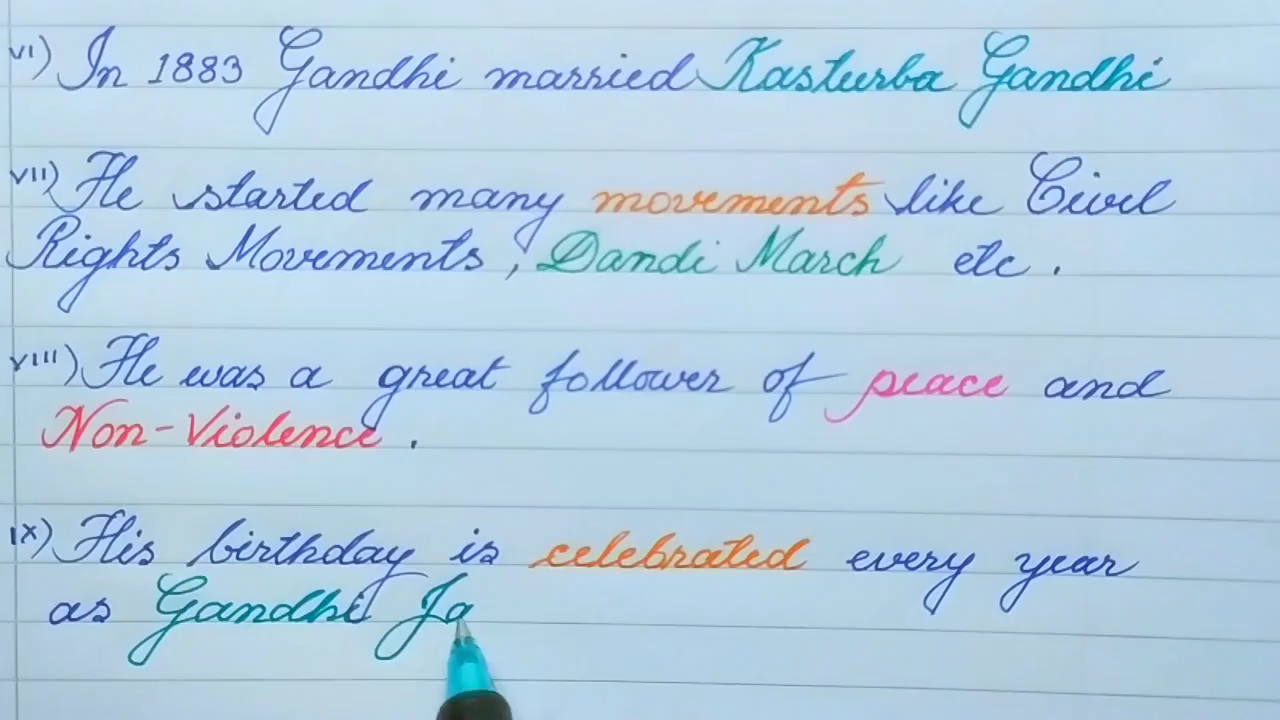 VI) In 1883 Gandhi married Kasturba Gandhi
VII) He started many movements like Civil
Rights Movements, Dandi March etc.
VIII) He was a great follower of peace and
Non-Violence.
IX) His birthday is celebrated every year
as Gandhi Ja